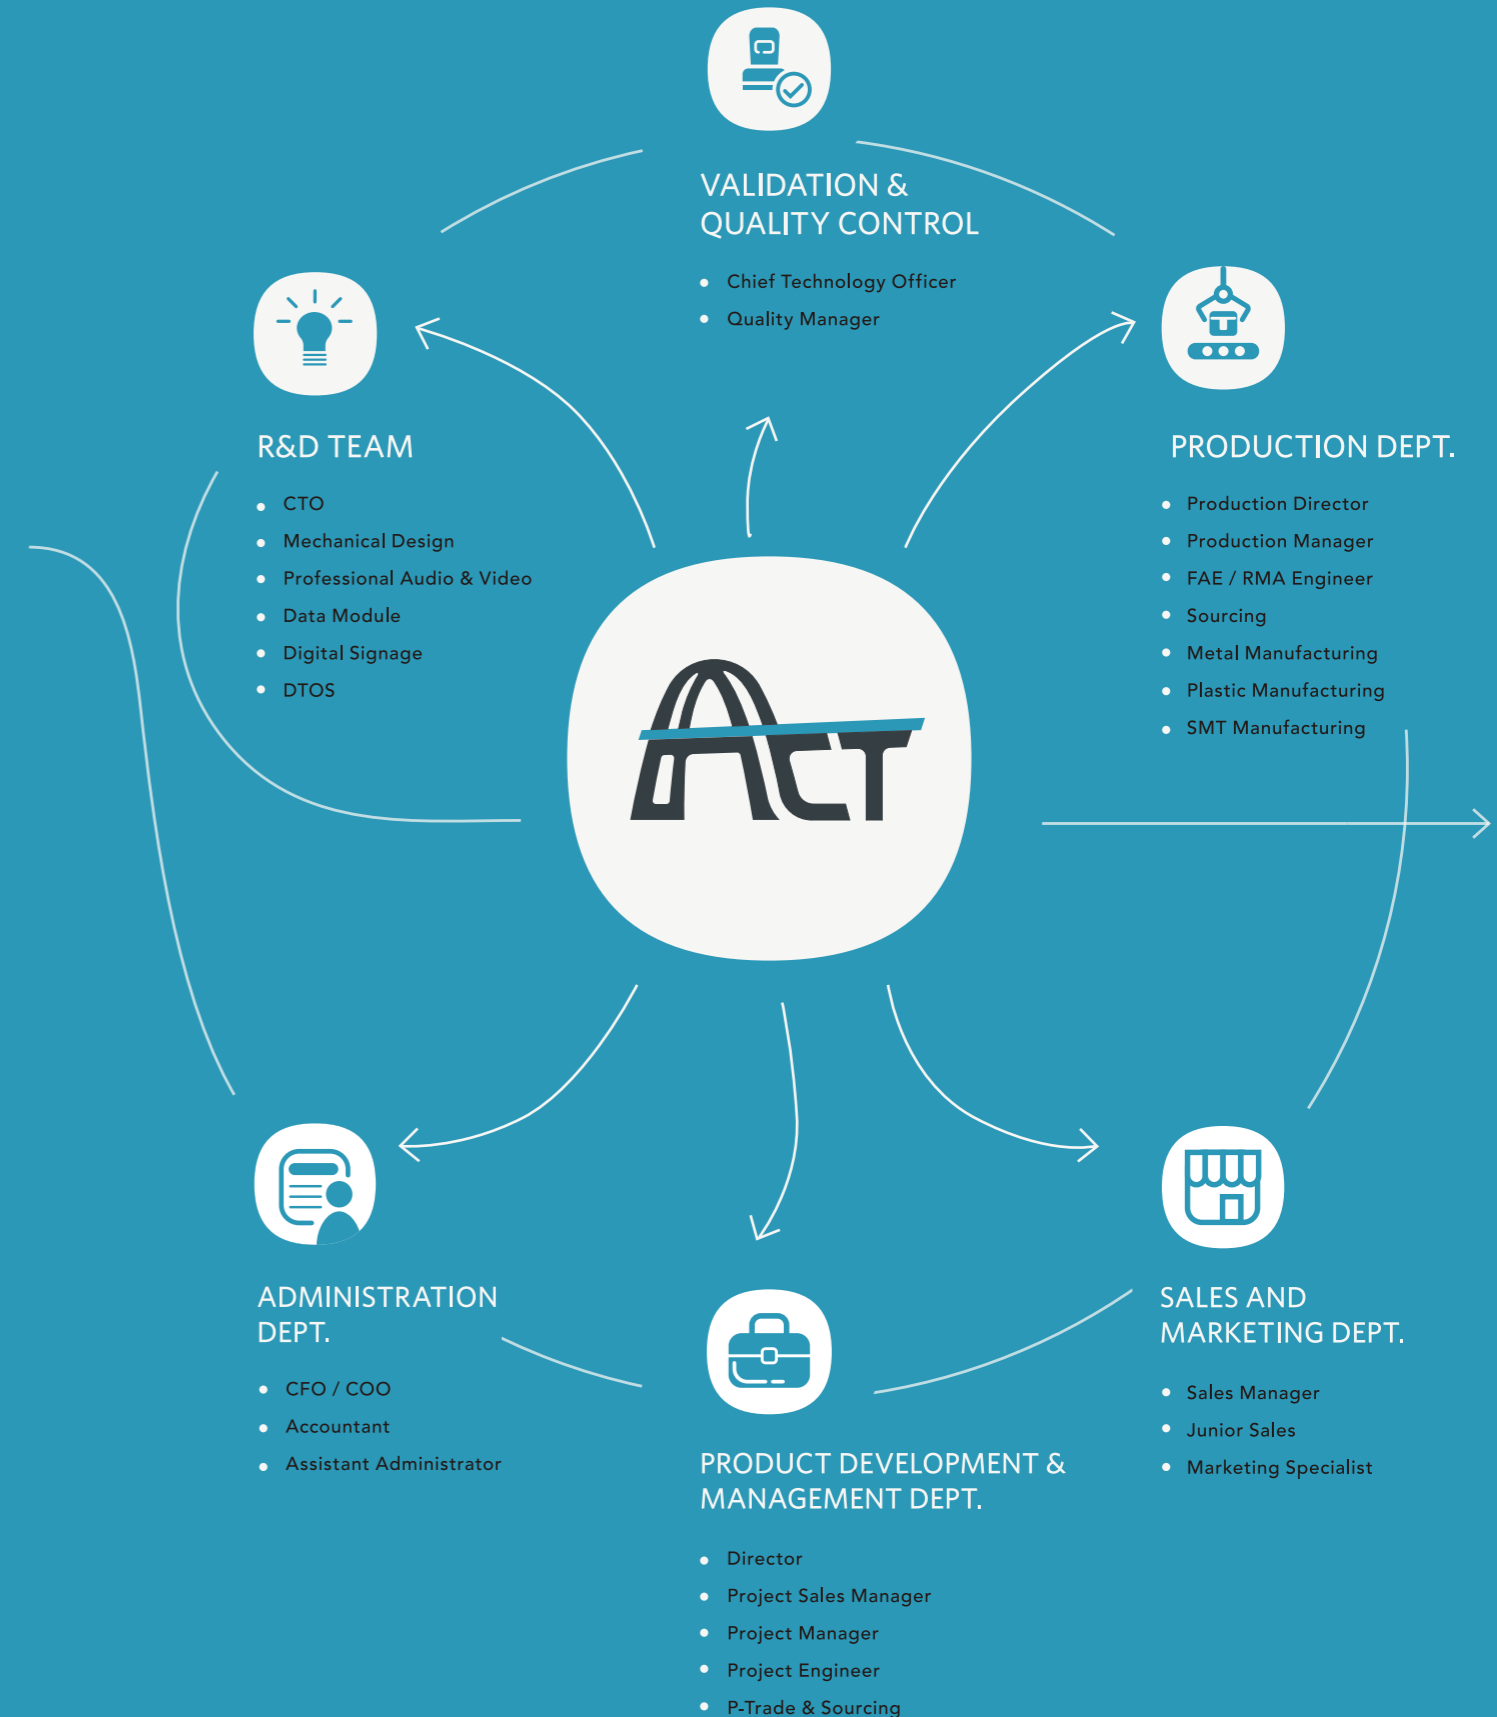 VALIDATION &
QUALITY CONTROL
Chief Technology Officer
Quality Manager
R&D TEAM
CTO
Mechanical Design
Professional Audio & Video
Data Module
Digital Signage
DTOS
PRODUCTION DEPT.
Production Director
Production Manager
FAE / RMA Engineer
Sourcing
Metal Manufacturing
Plastic Manufacturing
SMT Manufacturing
ACT
ADMINISTRATION
DEPT.
CFO / COO
Accountant
Assistant Administrator
PRODUCT DEVELOPMENT &
MANAGEMENT DEPT.
Director
Project Sales Manager
Project Manager
Project Engineer
P-Trade & Sourcing
SALES AND
MARKETING DEPT.
Sales Manager
Junior Sales
Marketing Specialist